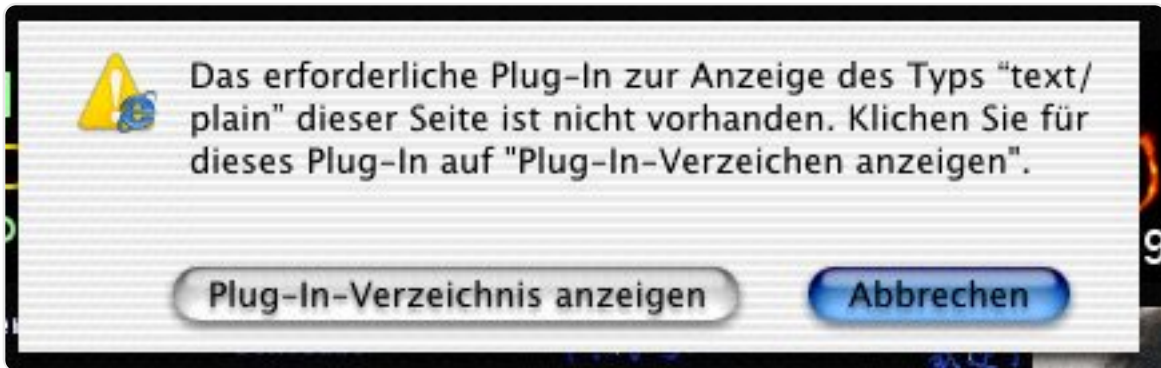 Das erforderliche Plug-In zur Anzeige des Typs “text/
plain" dieser Seite ist nicht vorhanden. Klichen Sie für
dieses Plug-In auf "Plug-In-Verzeichen anzeigen".
Plug-In-Verzeichnis anzeigen
Abbrechen